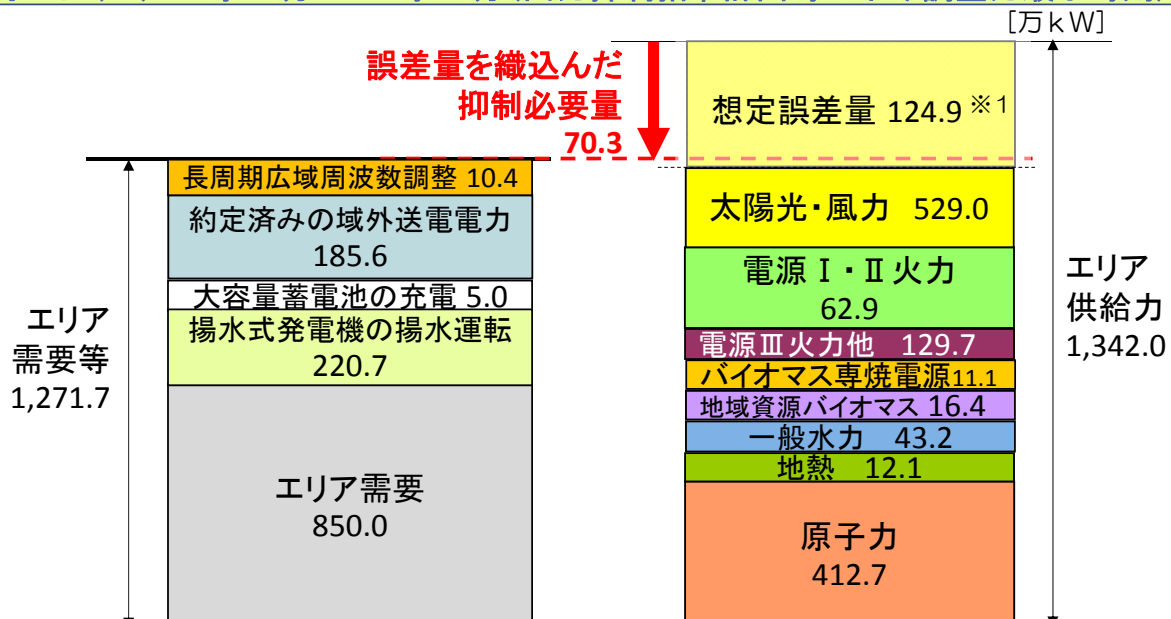 [万kW]
誤差量を織込んだ
抑制必要量
70.3
想定誤差量 124.9 ※1
長周期広域周波数調整 10.4
約定済みの域外送電電力
185.6
大容量蓄電池の充電 5.0
揚水式発電機の揚水運転
220.7
エリア需要
850.0
エリア
需要等
1,271.7
太陽光・風力 529.0
電源Ⅰ・Ⅱ火力
62.9
電源Ⅲ火力他 129.7
バイオマス専焼電源11.1
地域資源バイオマス 16.4
一般水力 43.2
地熱 12.1
原子力
412.7
エリア
供給力
1,342.0